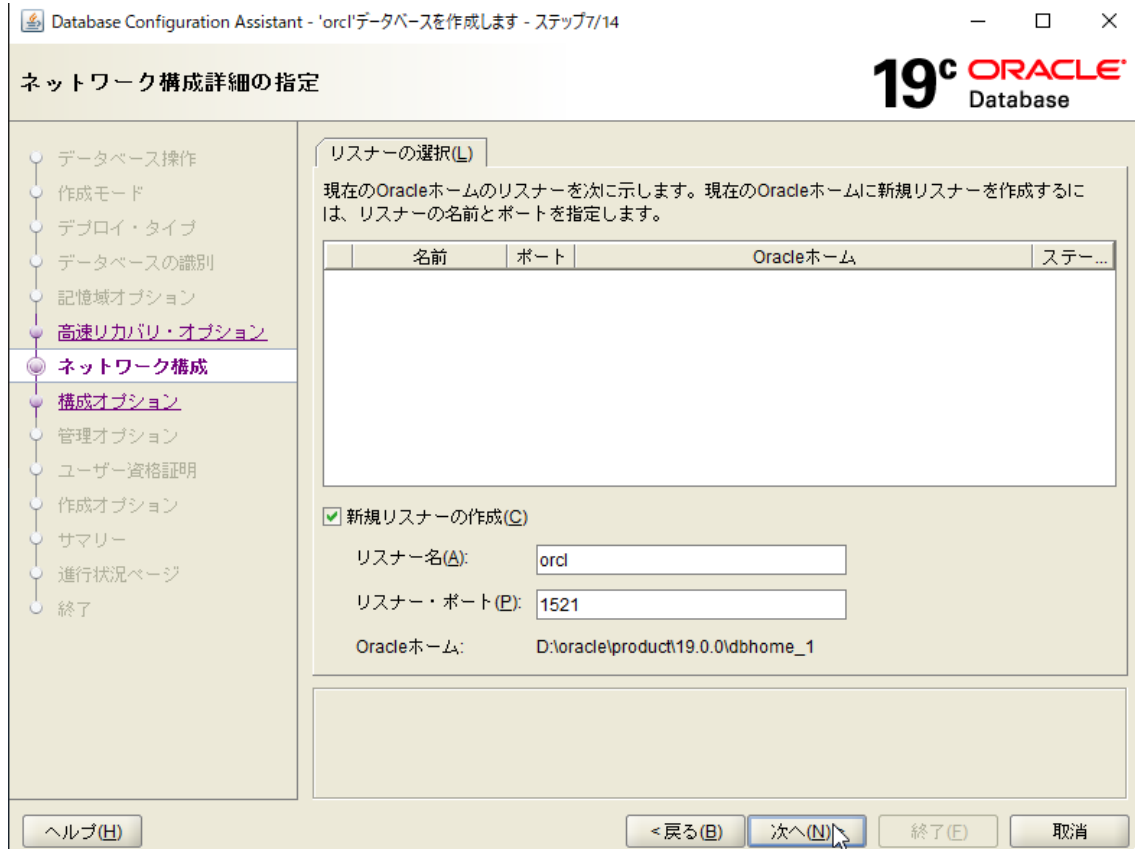 Database Configuration Assistant - 'orcl'データベースを作成します - ステップ7/14
ネットワーク構成詳細の指定
19c ORACLE
Database
データベース操作
作成モード
デプロイ・タイプ
データベースの識別
記憶域オプション
高速リカバリ・オプション
ネットワーク構成
構成オプション
管理オプション
ユーザー資格証明
作成オプション
サマリー
進行状況ページ
終了
リスナーの選択(L)
現在のOracleホームのリスナーを次に示します。現在のOracleホームに新規リスナーを作成するに
は、リスナーの名前とポートを指定します。
名前 ポート Oracleホーム ステー...
新規リスナーの作成(C)
リスナー名(A): orcl
リスナー・ポート(P): 1521
Oracleホーム: D:\oracle\product\19.0.0\dbhome_1
ヘルプ(H) <戻る(B) 次へ(N)> 終了(F) 取消